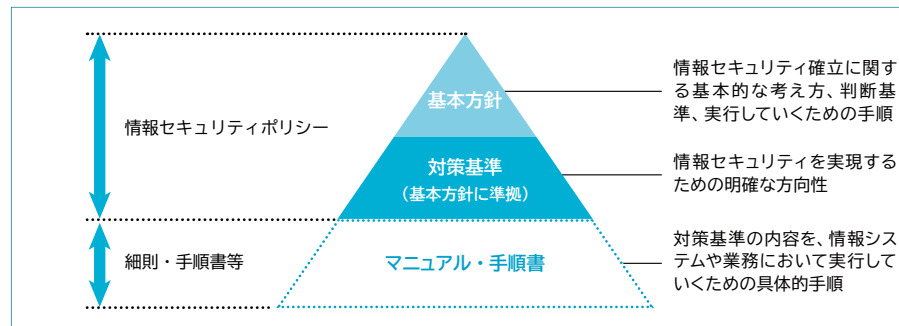 情報セキュリティポリシー
細則・手順書等
基本方針
対策基準
（基本方針に準拠）
マニュアル・手順書
情報セキュリティ確立に関す
る基本的な考え方、判断基
準、実行していくための手順
情報セキュリティを実現する
ための明確な方向性
対策基準の内容を、情報シス
テムや業務において実行して
いくための具体的手順